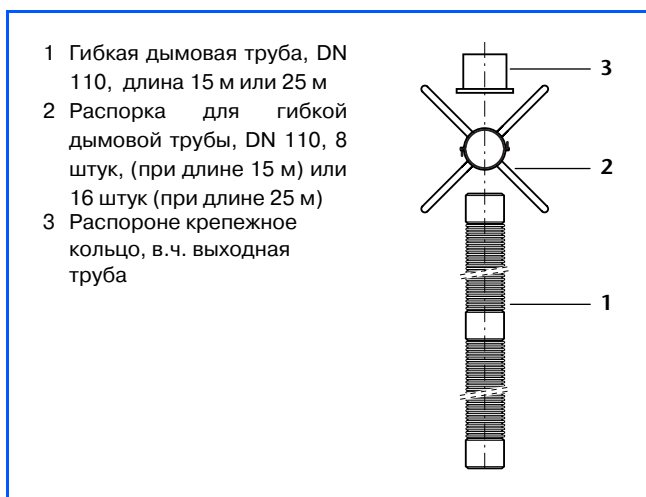 1 Гибкая дымовая труба, DN
110, длина 15 м или 25 м
2 Распорка для гибкой
дымовой трубы, DN 110, 8
штук, (при длине 15 м) или
16 штук (при длине 25 м)
3 Распороне крепежное
кольцо, в.ч. выходная
труба
3
2
1